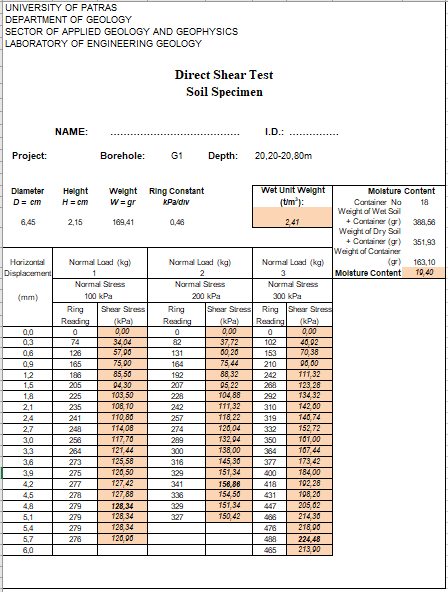 UNIVERSITY OF PATRAS
DEPARTMENT OF GEOLOGY
SECTOR OF APPLIED GEOLOGY AND GEOPHYSICS
LABORATORY OF ENGINEERING GEOLOGY
Direct Shear Test
Soil Specimen
NAME: ...................................... I.D.: ...............
Project: Borehole: G1 Depth: 20,20-20,80m
Diameter Height Weight Ring Constant Wet Unit Weight
D = cm H = cm W = gr kPa/div (t/m³):
6,45 2,15 169,41 0,46 2,41
Moisture Content
Container No 18
Weight of Wet Soil
+ Container (gr) 388,56
Weight of Dry Soil
+ Container (gr) 351,93
Weight of Container
(gr) 163,10
Moisture Content 19,40
Horizontal Normal Load (kg) Normal Load (kg) Normal Load (kg)
Displacement 1 2 3
Normal Stress Normal Stress Normal Stress
(mm) 100 kPa 200 kPa 300 kPa
Ring Shear Stress Ring Shear Stress Ring Shear Stress
Reading (kPa) Reading (kPa) Reading (kPa)
0,0 0 0,00 0 0,00 0 0,00
0,3 74 34,04 82 37,72 102 46,92
0,6 126 57,96 131 60,26 153 70,38
0,9 165 75,90 164 75,44 210 96,60
1,2 186 85,56 192 88,32 242 111,32
1,5 205 94,30 207 95,22 268 123,28
1,8 225 103,50 228 104,88 292 134,32
2,1 235 108,10 242 111,32 310 142,60
2,4 241 110,86 257 118,22 319 146,74
2,7 248 114,08 274 126,04 332 152,72
3,0 256 117,76 289 132,94 350 161,00
3,3 264 121,44 300 138,00 364 167,44
3,6 273 125,58 316 145,36 377 173,42
3,9 275 126,50 329 151,34 400 184,00
4,2 277 127,42 341 156,86 418 192,28
4,5 278 127,88 336 154,56 431 198,26
4,8 279 128,34 329 151,34 447 205,62
5,1 279 128,34 327 150,42 466 214,36
5,4 279 128,34 476 218,96
5,7 276 126,96 488 224,48
6,0 465 213,90